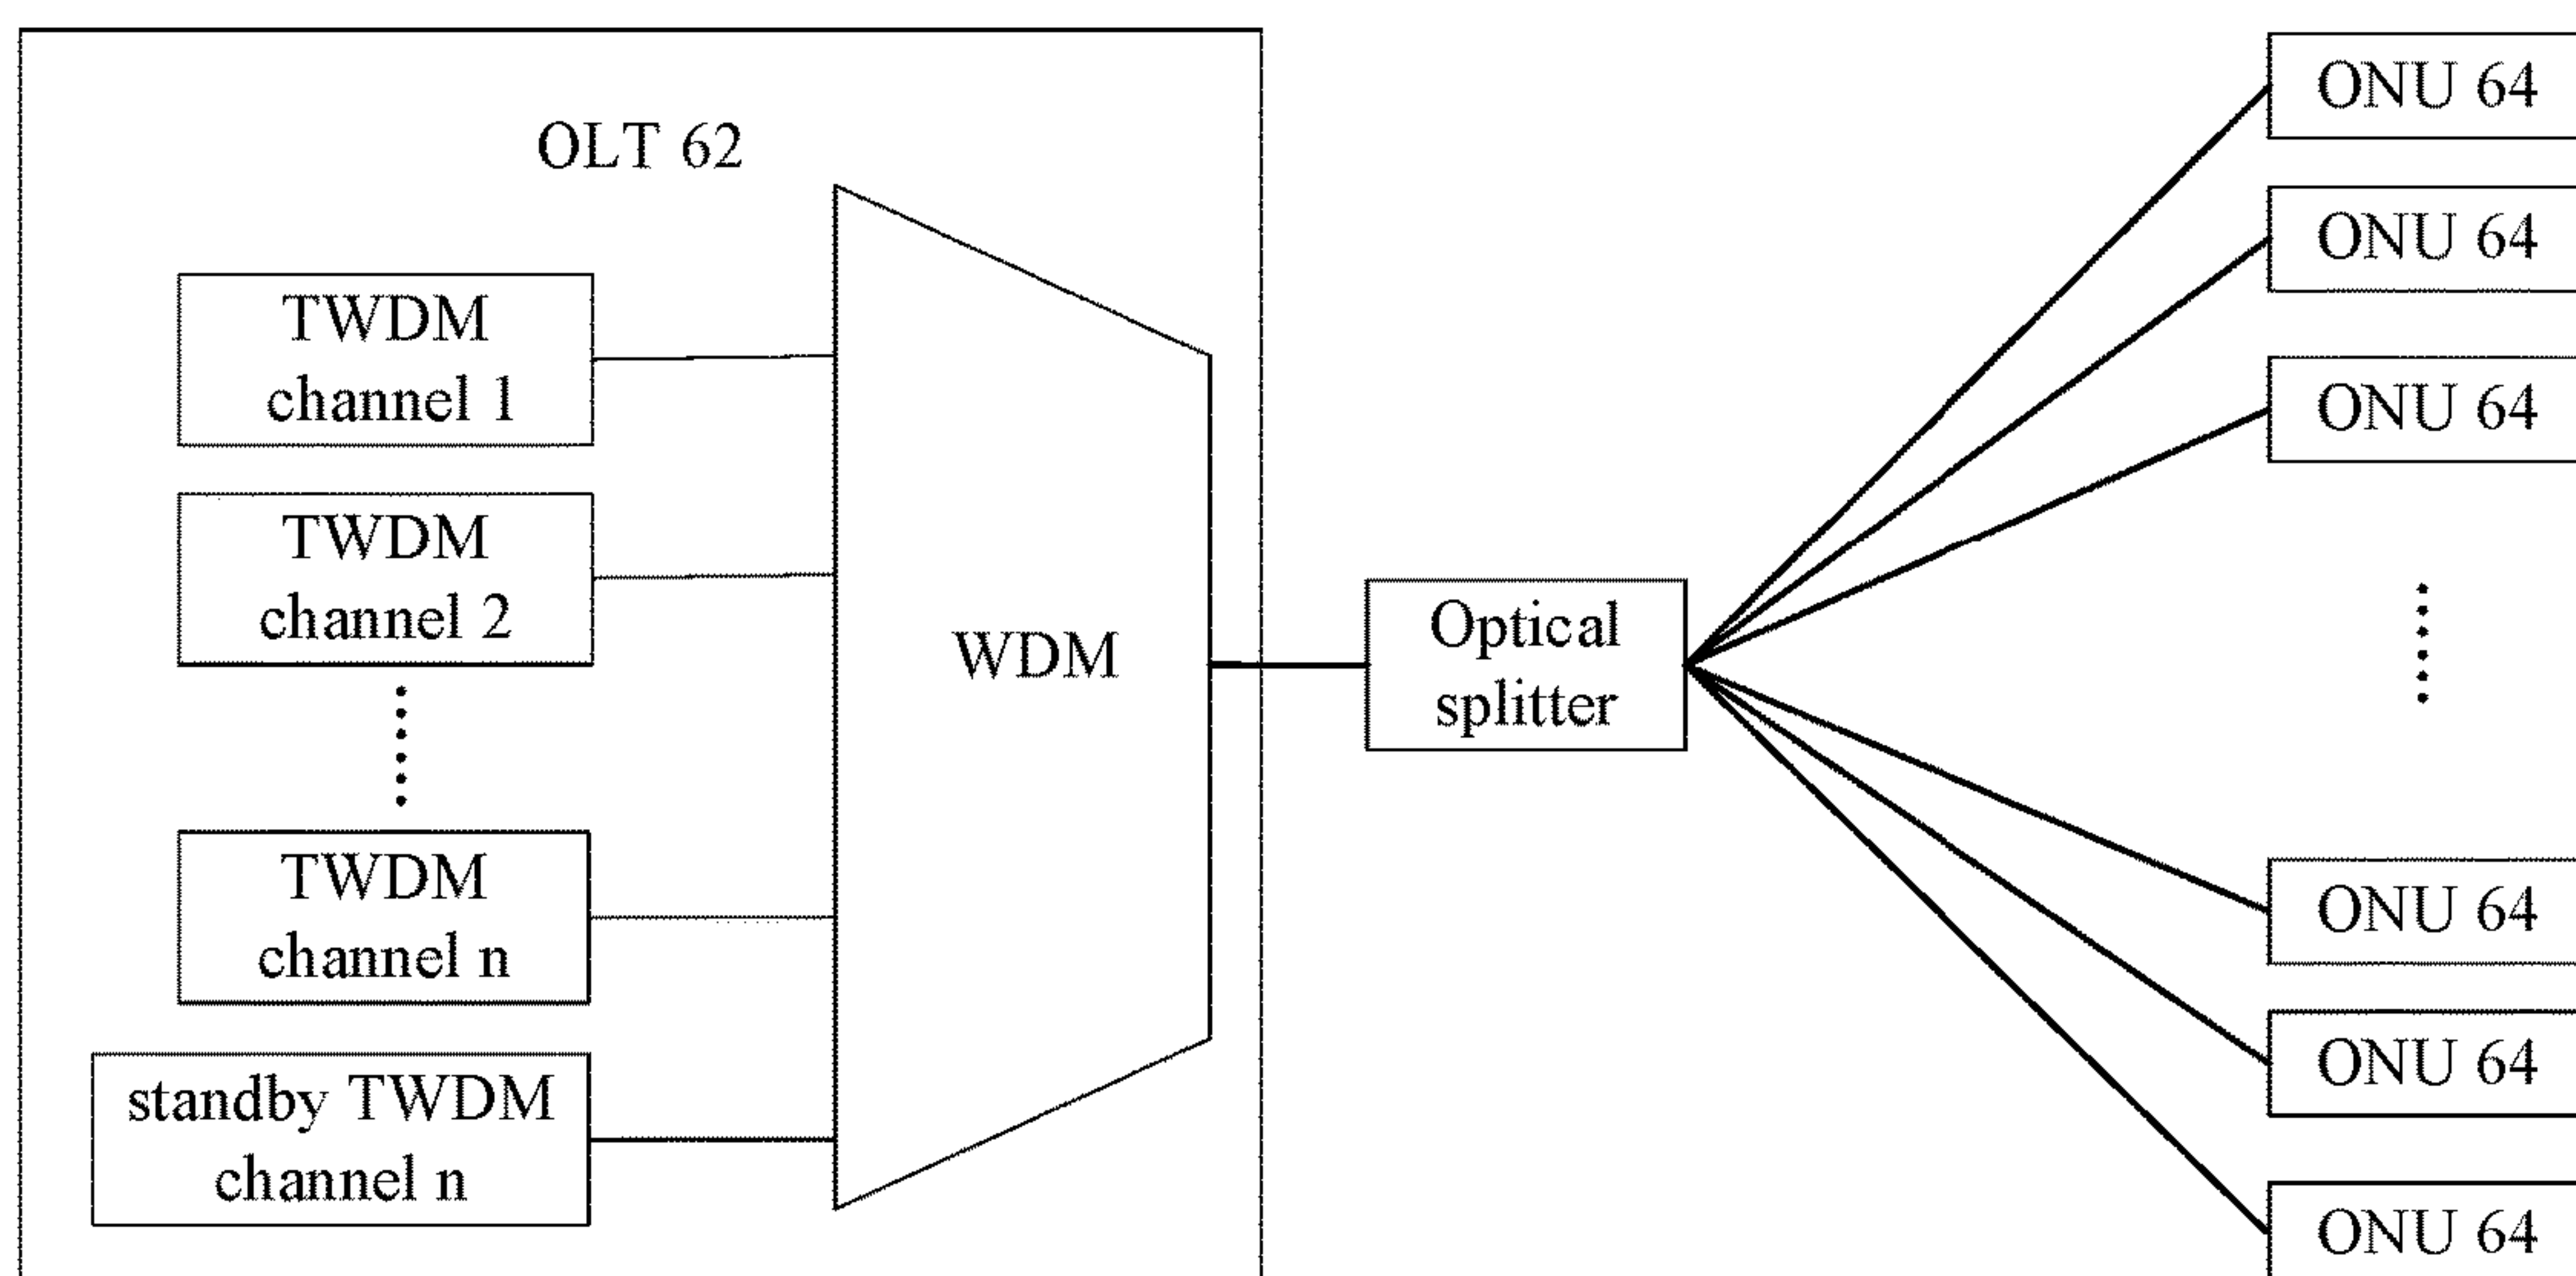 OLT 62
TWDM
channel 1
TWDM
channel 2
TWDM
channel n
standby TWDM
channel n
WDM
Optical
splitter
ONU 64
ONU 64
ONU 64
ONU 64
ONU 64
ONU 64